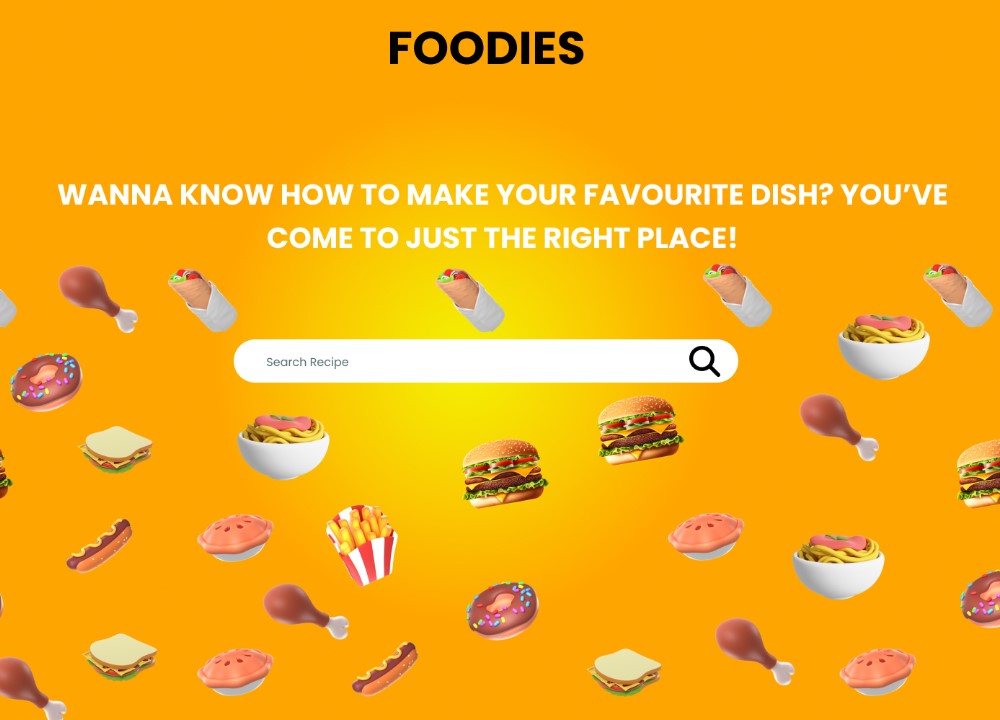 FOODIES
WANNA KNOW HOW TO MAKE YOUR FAVOURITE DISH? YOU’VE
COME TO JUST THE RIGHT PLACE!
Search Recipe